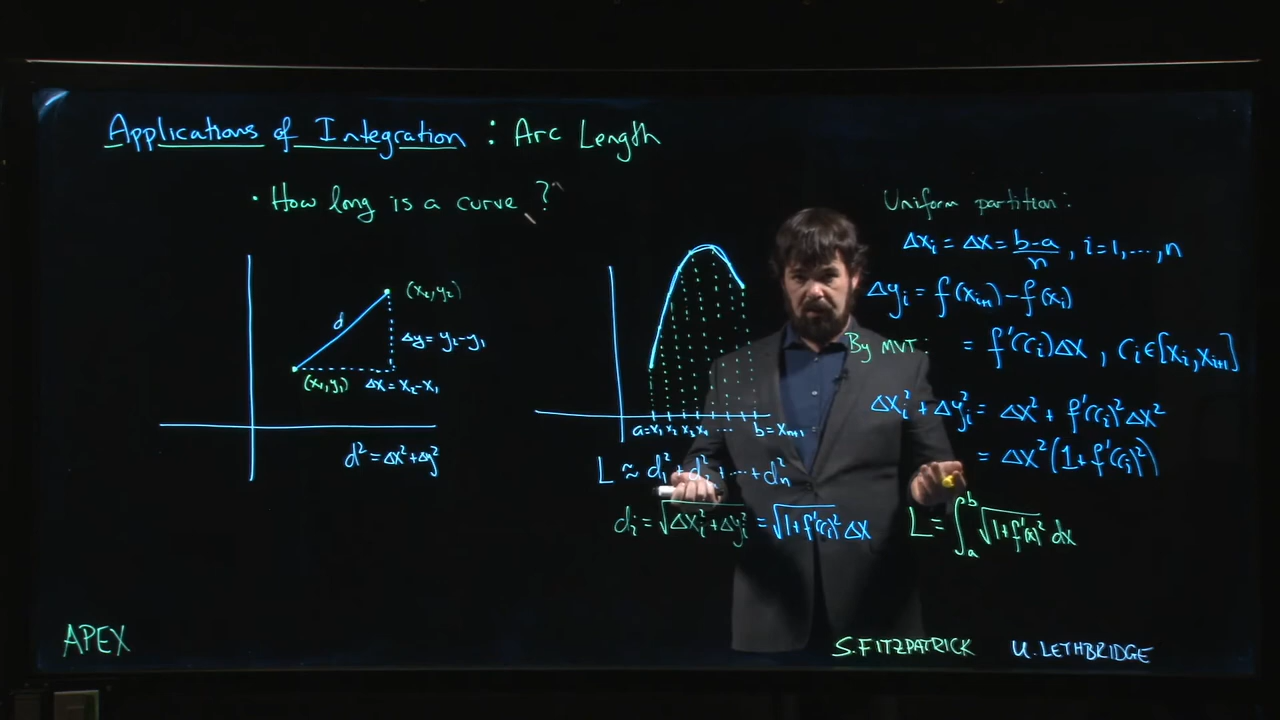 Applications of Integration : Arc Length
• How long is a curve ?
(x₂,y₂)
d
Δy = y₂-y₁
(x₁,y₁)
Δx = x₂-x₁
d² = Δx²+Δy²
a=x₁ x₂ x₃ x₄ ... b=xₙ₊₁
L ≈ d₁² + d₂² + ... + dₙ²
dᵢ = √(Δxᵢ²+Δyᵢ²) = √(1+f'(cᵢ)²) Δx
Uniform partition :
Δxᵢ = Δx = (b-a)/n , i=1,...,n
Δyᵢ = f(xᵢ₊₁) - f(xᵢ)
By MVT: = f'(cᵢ)Δx , cᵢ∈[xᵢ, xᵢ₊₁]
Δxᵢ² + Δyᵢ² = Δx² + f'(cᵢ)²Δx²
= Δx²(1+f'(cᵢ)²)
L = ∫ₐᵇ √(1+f'(x)²) dx
APEX
S. FITZPATRICK U. LETHBRIDGE